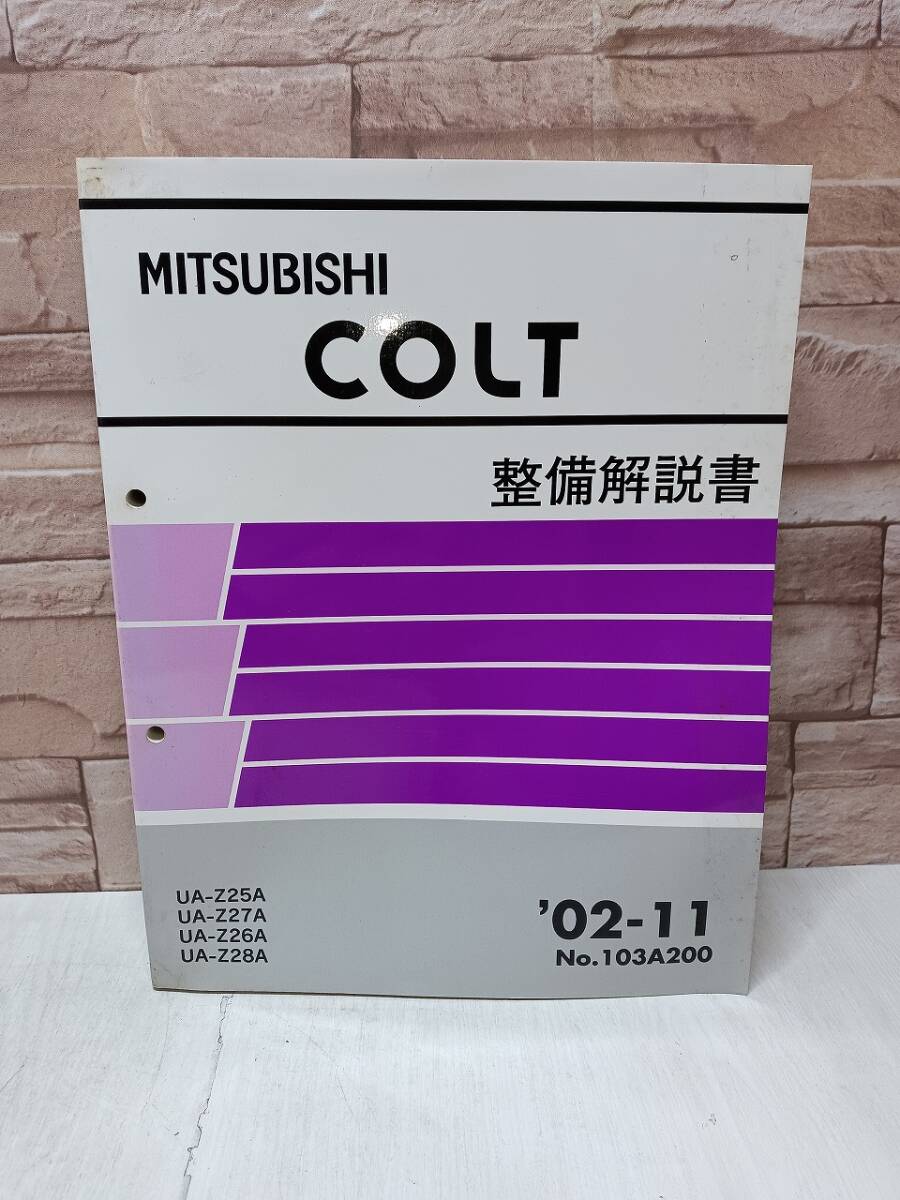 MITSUBISHI
COLT
整備解説書
UA-Z25A
UA-Z27A
UA-Z26A
UA-Z28A
’02-11
No.103A200